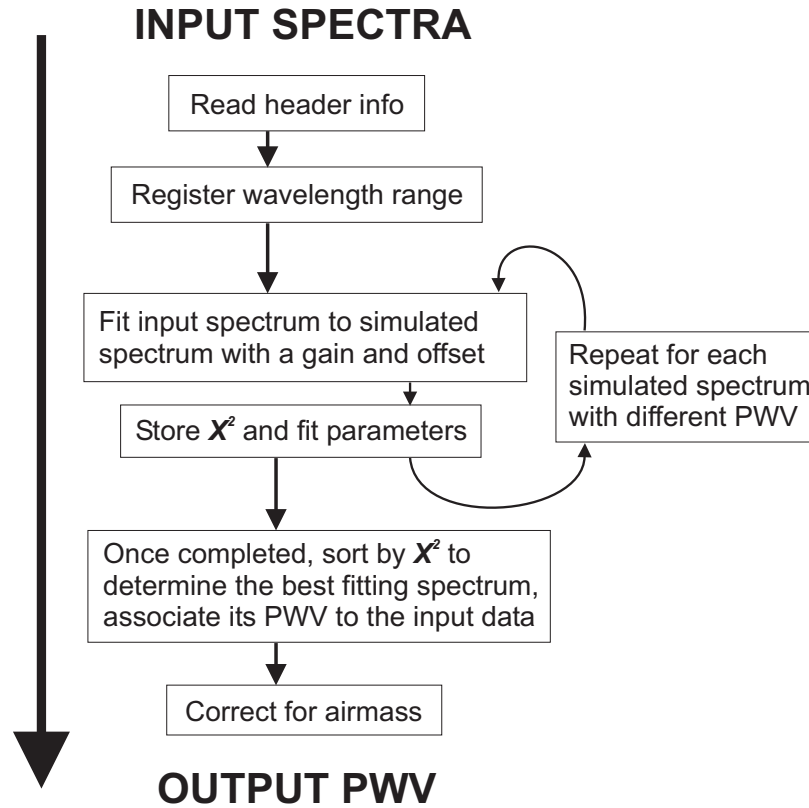 INPUT SPECTRA
Read header info
Register wavelength range
Fit input spectrum to simulated
spectrum with a gain and offset
Repeat for each
simulated spectrum
with different PWV
Store X² and fit parameters
Once completed, sort by X² to
determine the best fitting spectrum,
associate its PWV to the input data
Correct for airmass
OUTPUT PWV